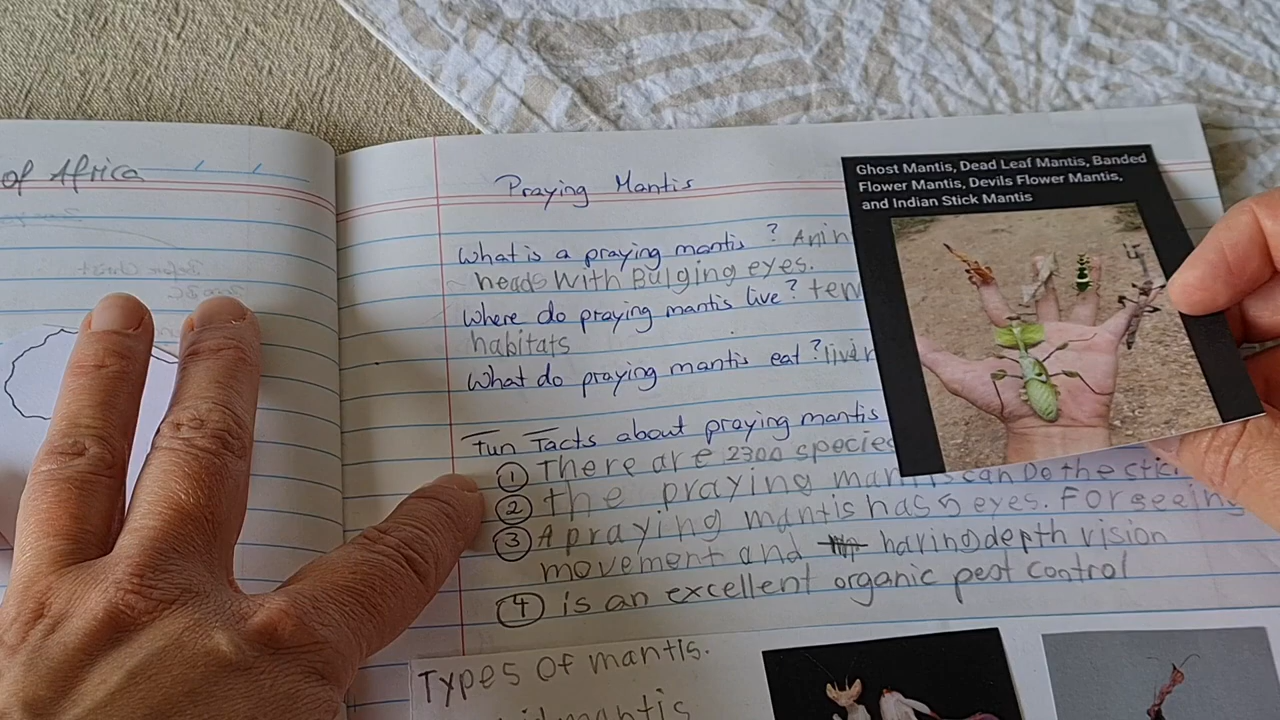 of Africa
Praying Mantis
What is a praying mantis ?
heads with Bulging eyes.
Where do praying mantis live?
habitats
What do praying mantis eat ?
Fun Facts about praying mantis
① There are 2300 species
② the praying mantis can Do the
③ A praying mantis has 5 eyes. For seeing
movement and having depth vision
④ is an excellent organic pest control
Types of mantis.
mantis
Ghost Mantis, Dead Leaf Mantis, Banded
Flower Mantis, Devils Flower Mantis,
and Indian Stick Mantis